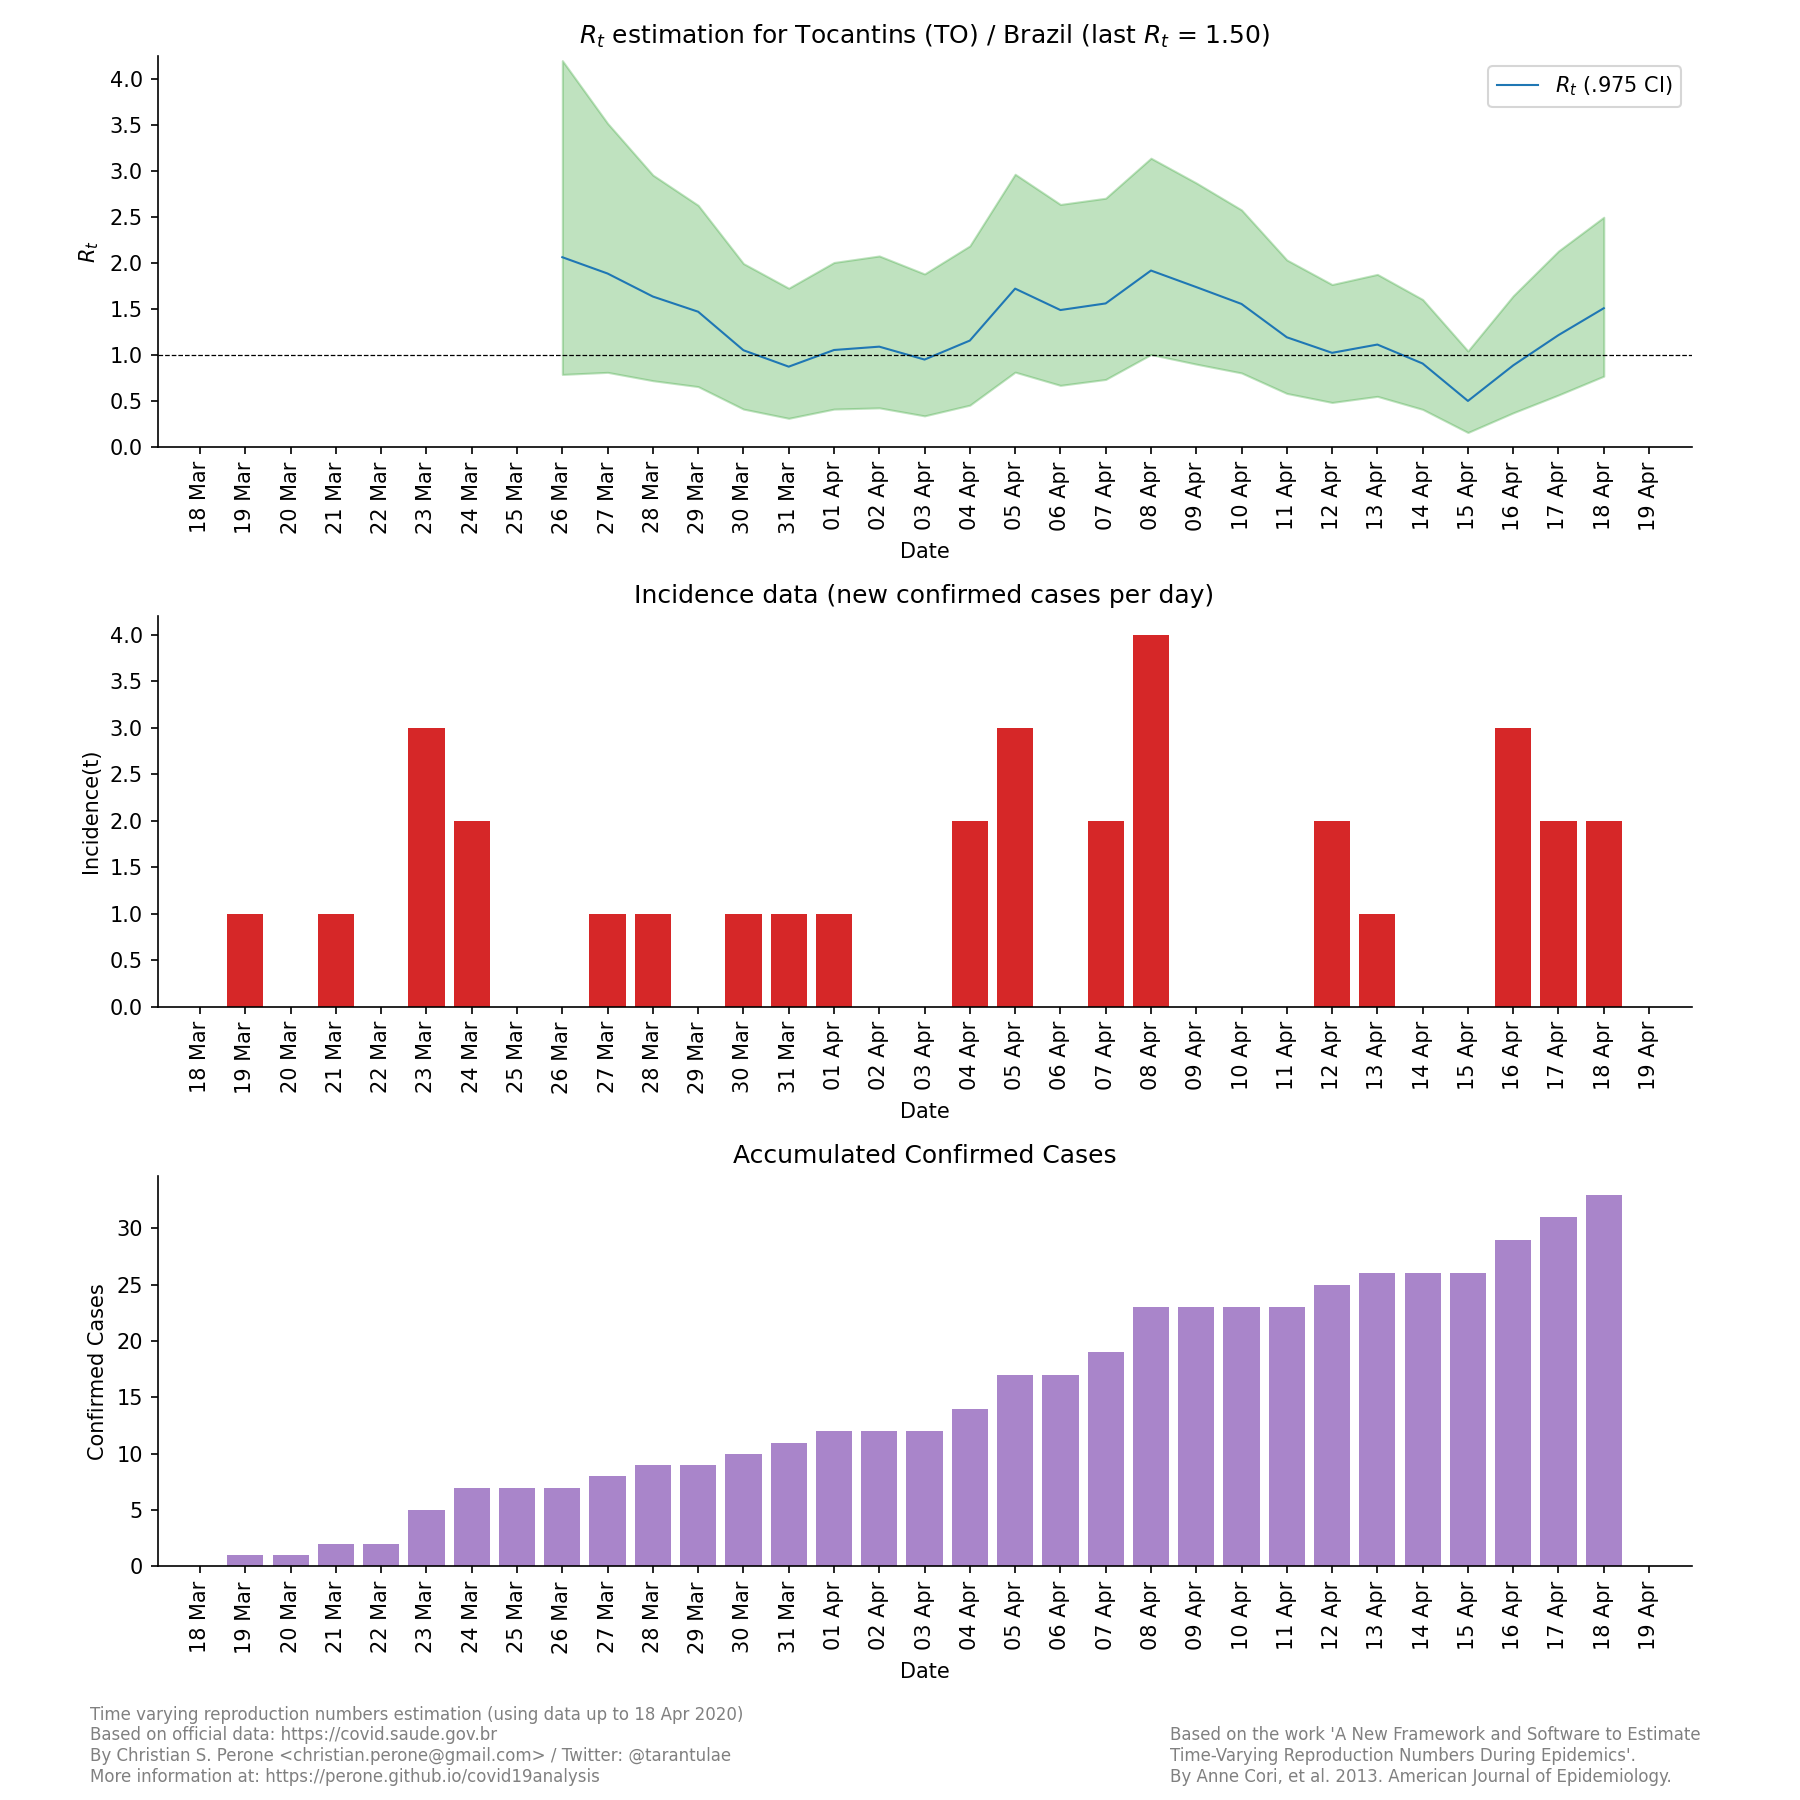 Rt estimation for Tocantins (TO) / Brazil (last Rt = 1.50)
4.0
3.5
3.0
2.5
2.0
1.5
1.0
0.5
0.0
Rt
Rt (.975 CI)
18 Mar 19 Mar 20 Mar 21 Mar 22 Mar 23 Mar 24 Mar 25 Mar 26 Mar 27 Mar 28 Mar 29 Mar 30 Mar 31 Mar 01 Apr 02 Apr 03 Apr 04 Apr 05 Apr 06 Apr 07 Apr 08 Apr 09 Apr 10 Apr 11 Apr 12 Apr 13 Apr 14 Apr 15 Apr 16 Apr 17 Apr 18 Apr 19 Apr
Date
Incidence data (new confirmed cases per day)
4.0
3.5
3.0
2.5
2.0
1.5
1.0
0.5
0.0
Incidence(t)
18 Mar 19 Mar 20 Mar 21 Mar 22 Mar 23 Mar 24 Mar 25 Mar 26 Mar 27 Mar 28 Mar 29 Mar 30 Mar 31 Mar 01 Apr 02 Apr 03 Apr 04 Apr 05 Apr 06 Apr 07 Apr 08 Apr 09 Apr 10 Apr 11 Apr 12 Apr 13 Apr 14 Apr 15 Apr 16 Apr 17 Apr 18 Apr 19 Apr
Date
Accumulated Confirmed Cases
30
25
20
15
10
5
0
Confirmed Cases
18 Mar 19 Mar 20 Mar 21 Mar 22 Mar 23 Mar 24 Mar 25 Mar 26 Mar 27 Mar 28 Mar 29 Mar 30 Mar 31 Mar 01 Apr 02 Apr 03 Apr 04 Apr 05 Apr 06 Apr 07 Apr 08 Apr 09 Apr 10 Apr 11 Apr 12 Apr 13 Apr 14 Apr 15 Apr 16 Apr 17 Apr 18 Apr 19 Apr
Date
Time varying reproduction numbers estimation (using data up to 18 Apr 2020)
Based on official data: https://covid.saude.gov.br
By Christian S. Perone <christian.perone@gmail.com> / Twitter: @tarantulae
More information at: https://perone.github.io/covid19analysis
Based on the work 'A New Framework and Software to Estimate
Time-Varying Reproduction Numbers During Epidemics'.
By Anne Cori, et al. 2013. American Journal of Epidemiology.